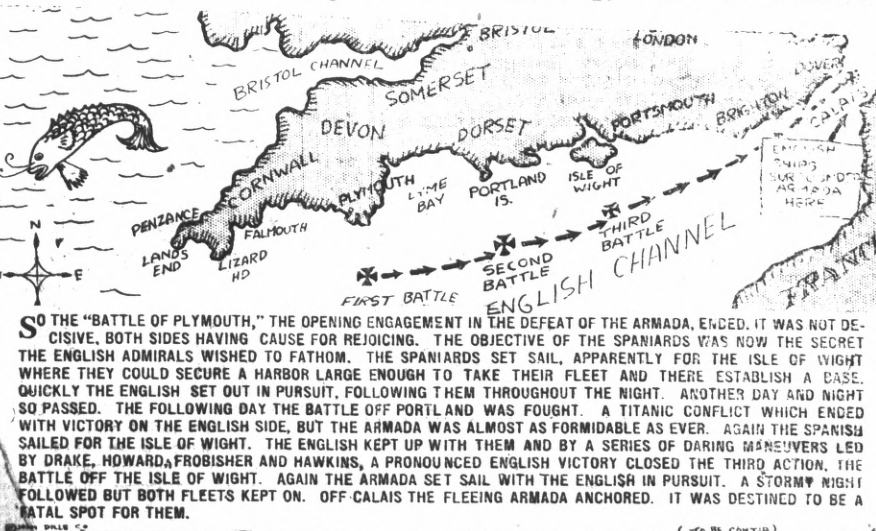 BRISTOL
LONDON
BRISTOL CHANNEL
SOMERSET
DOVER
DEVON
DORSET
PORTSMOUTH
BRIGHTON
CALAIS
CORNWALL
PLYMOUTH
LYME
BAY
PORTLAND
IS.
ISLE OF
WIGHT
ENGLISH
SHIPS
SURROUNDED
ARMADA
HERE
PENZANCE
FALMOUTH
LANDS
END
LIZARD
HD
N
E
FIRST BATTLE
SECOND
BATTLE
THIRD
BATTLE
ENGLISH CHANNEL
FRANC
SO THE "BATTLE OF PLYMOUTH," THE OPENING ENGAGEMENT IN THE DEFEAT OF THE ARMADA, ENDED. IT WAS NOT DE-
CISIVE, BOTH SIDES HAVING CAUSE FOR REJOICING. THE OBJECTIVE OF THE SPANIARDS WAS NOW THE SECRET
THE ENGLISH ADMIRALS WISHED TO FATHOM. THE SPANIARDS SET SAIL, APPARENTLY FOR THE ISLE OF WIGHT
WHERE THEY COULD SECURE A HARBOR LARGE ENOUGH TO TAKE THEIR FLEET AND THERE ESTABLISH A BASE.
QUICKLY THE ENGLISH SET OUT IN PURSUIT, FOLLOWING THEM THROUGHOUT THE NIGHT. ANOTHER DAY AND NIGHT
SO PASSED. THE FOLLOWING DAY THE BATTLE OFF PORTLAND WAS FOUGHT. A TITANIC CONFLICT WHICH ENDED
WITH VICTORY ON THE ENGLISH SIDE, BUT THE ARMADA WAS ALMOST AS FORMIDABLE AS EVER. AGAIN THE SPANISH
SAILED FOR THE ISLE OF WIGHT. THE ENGLISH KEPT UP WITH THEM AND BY A SERIES OF DARING MANEUVERS LED
BY DRAKE, HOWARD, FROBISHER AND HAWKINS, A PRONOUNCED ENGLISH VICTORY CLOSED THE THIRD ACTION, THE
BATTLE OFF THE ISLE OF WIGHT. AGAIN THE ARMADA SET SAIL WITH THE ENGLISH IN PURSUIT. A STORMY NIGHT
FOLLOWED BUT BOTH FLEETS KEPT ON. OFF CALAIS THE FLEEING ARMADA ANCHORED. IT WAS DESTINED TO BE A
FATAL SPOT FOR THEM.
DILLE CO
(TO BE CONT'D)